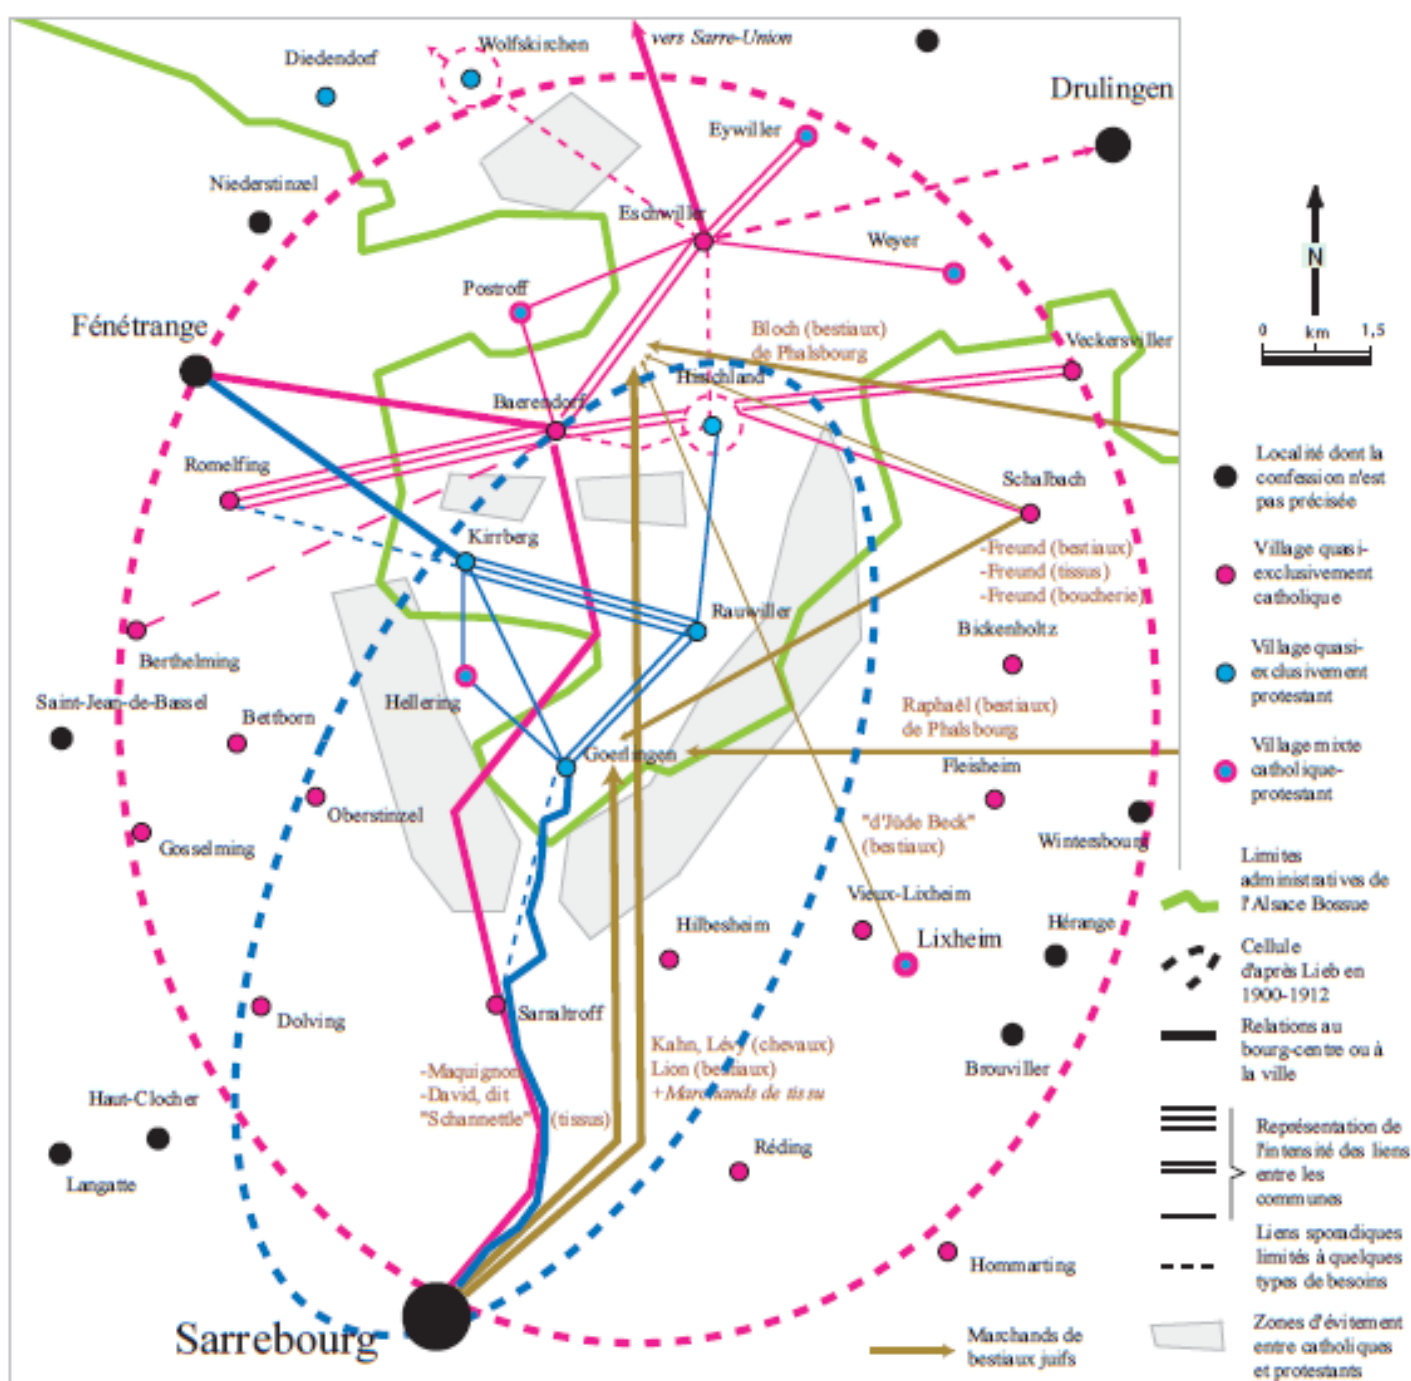 Wolfskirchen
vers Sarre-Union
Diedendorf
Drulingen
Eywiller
Niederstinzel
Eschwiller
Weyer
N
Postroff
Fénétrange
Bloch (bestiaux)
de Phalsbourg
0 km 1,5
Veckersviller
Hirschland
Baerendorf
Romelfing
Schalbach
Localité dont la
confession n'est
pas précisée
Kirrberg
-Freund (bestiaux)
-Freund (tissus)
-Freund (boucherie)
Village quasi-
exclusivement
catholique
Rauwiller
Bickenholtz
Berthelming
Village quasi-
exclusivement
protestant
Saint-Jean-de-Bassel
Hellering
Bettborn
Raphaël (bestiaux)
de Phalsbourg
Goerlingen
Fleisheim
Village mixte
catholique-
protestant
Oberstinzel
Gosselming
"d'Jüde Beck"
(bestiaux)
Wintersbourg
Limites
administratives de
l'Alsace Bossue
Vieux-Lixheim
Hilbesheim
Lixheim
Hérange
Cellule
d'après Lieb en
1900-1912
Dolving
Sarraltroff
Relations au
bourg-centre ou à
la ville
Kahn, Lévy (chevaux)
Lion (bestiaux)
+Marchands de tissu
-Maquignon
-David, dit
"Schannettle" (tissus)
Brouviller
Haut-Clocher
Langatte
Réding
Représentation de
l'intensité des liens
entre les
communes
Hommarting
Liens sporadiques
limités à quelques
types de besoins
Sarrebourg
Marchands de
bestiaux juifs
Zones d'évitement
entre catholiques
et protestants